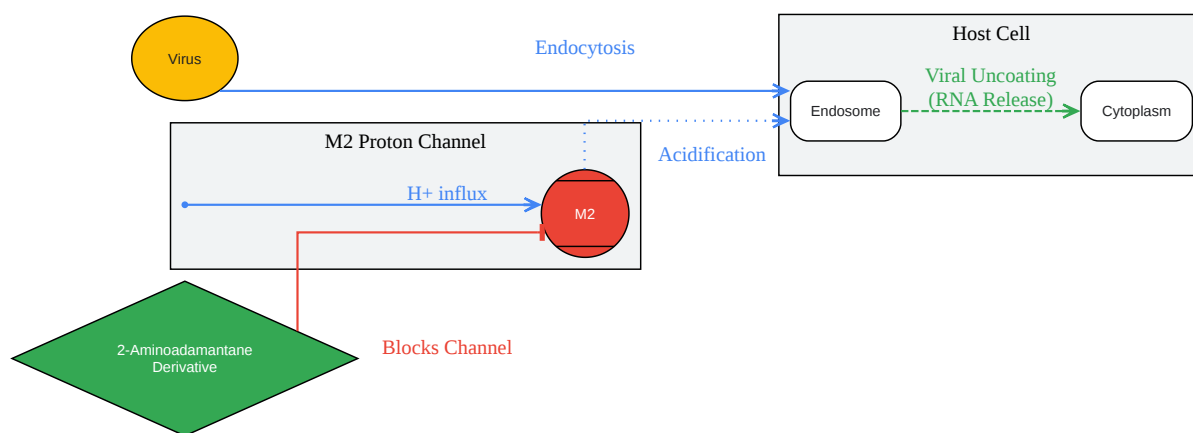 Virus
Endocytosis
Host Cell
Viral Uncoating
(RNA Release)
Endosome
Cytoplasm
M2 Proton Channel
Acidification
H+ influx
M2
2-Aminoadamantane
Derivative
Blocks Channel